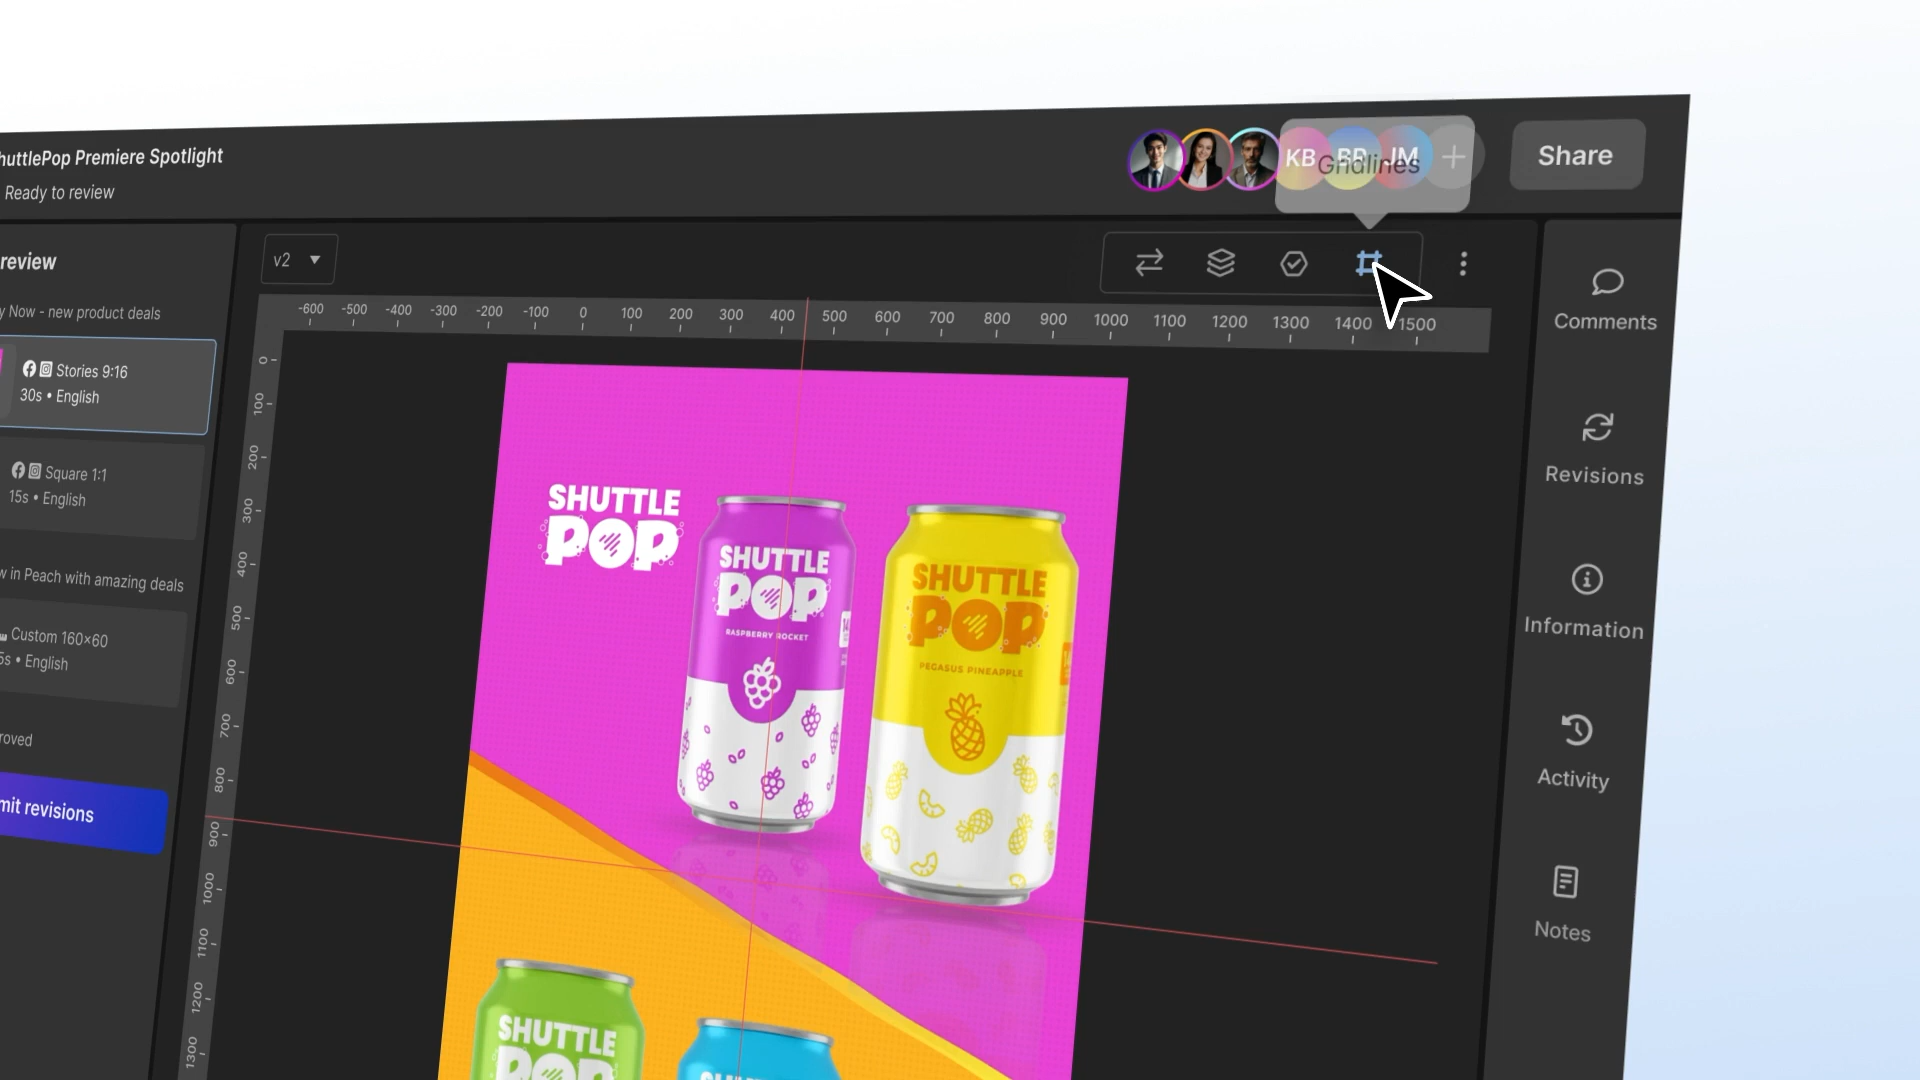 huttlePop Premiere Spotlight
Ready to review
KB
BP
JM
+
Gridlines
Share
review
v2
y Now - new product deals
Stories 9:16
30s • English
Square 1:1
15s • English
w in Peach with amazing deals
Custom 160×60
5s • English
roved
mit revisions
-600 -500 -400 -300 -200 -100 0 100 200 300 400 500 600 700 800 900 1000 1100 1200 1300 1400 1500
0
100
200
300
400
500
600
700
800
900
1000
1100
1200
1300
SHUTTLE
POP
SHUTTLE
POP
RASPBERRY ROCKET
SHUTTLE
POP
PEGASUS PINEAPPLE
SHUTTLE
POP
Comments
Revisions
Information
Activity
Notes